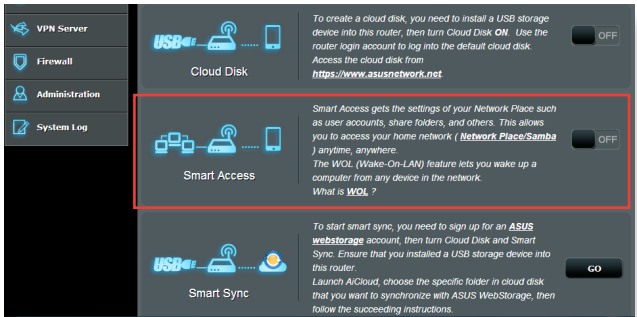 VPN Server
Firewall
Administration
System Log
USB
Cloud Disk
To create a cloud disk, you need to install a USB storage
device into this router, then turn Cloud Disk ON. Use the
router login account to log into the default cloud disk.
Access the cloud disk from
https://www.asusnetwork.net.
OFF
Smart Access
Smart Access gets the settings of your Network Place such
as user accounts, share folders, and others. This allows
you to access your home network ( Network Place/Samba
) anytime, anywhere.
The WOL (Wake-On-LAN) feature lets you wake up a
computer from any device in the network.
What is WOL ?
OFF
USB
Smart Sync
To start smart sync, you need to sign up for an ASUS
webstorage account, then turn Cloud Disk and Smart
Sync. Ensure that you installed a USB storage device into
this router.
Launch AiCloud, choose the specific folder in cloud disk
that you want to synchronize with ASUS WebStorage, then
follow the succeeding instructions.
GO